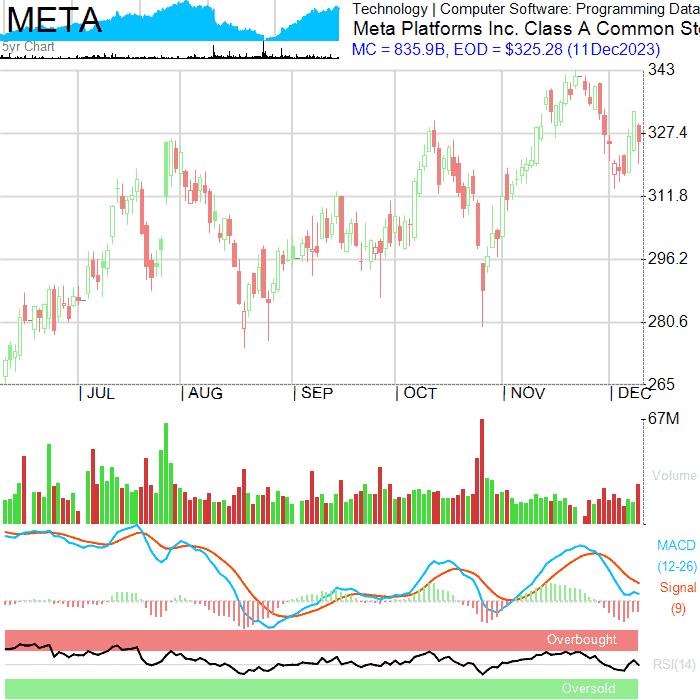 META
5yr Chart
Technology | Computer Software: Programming Data
Meta Platforms Inc. Class A Common Sto
MC = 835.9B, EOD = $325.28 (11Dec2023)
343
327.4
311.8
296.2
280.6
265
| JUL | AUG | SEP | OCT | NOV | DEC
67M
Volume
MACD
(12-26)
Signal
(9)
Overbought
RSI(14)
Oversold